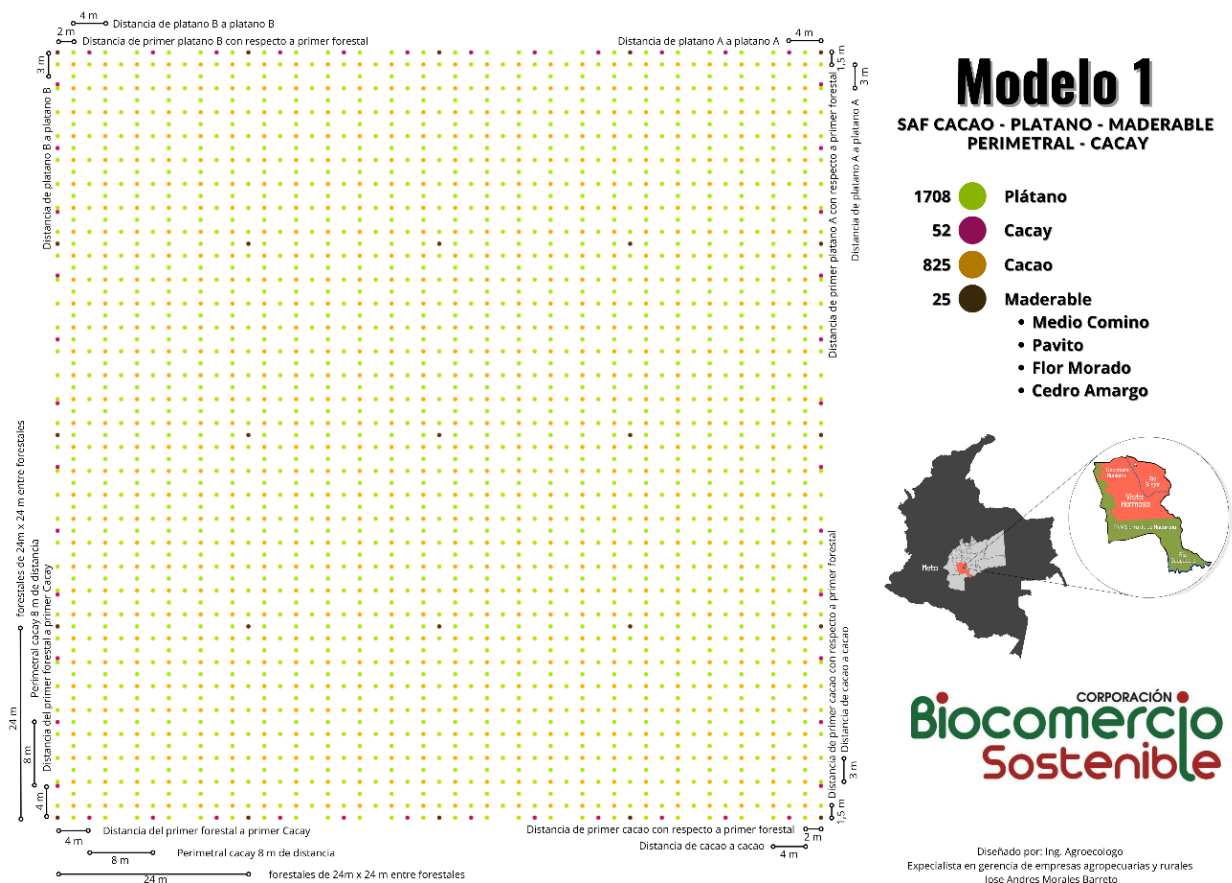 4 m
Distancia de platano B a platano B
2 m
Distancia de primer platano B con respecto a primer forestal
Distancia de platano A a platano A
4 m
3 m
Distancia de platano B a platano B
1,5 m
3 m
Distancia de primer platano A con respecto a primer forestal
Distancia de platano A a platano A
Modelo 1
SAF CACAO - PLATANO - MADERABLE
PERIMETRAL - CACAY
1708 Plátano
52 Cacay
825 Cacao
25 Maderable
• Medio Comino
• Pavito
• Flor Morado
• Cedro Amargo
Meta
Vista
Hermosa
forestales de 24m x 24 m entre forestales
Perimetral cacay 8 m de distancia
Distancia del primer forestal a primer Cacay
24 m
8 m
4 m
Distancia de primer cacao con respecto a primer forestal
Distancia de cacao a cacao
3 m
1,5 m
CORPORACIÓN
Biocomercio
Sostenible
4 m
Distancia del primer forestal a primer Cacay
8 m
Perimetral cacay 8 m de distancia
24 m
forestales de 24m x 24 m entre forestales
Distancia de primer cacao con respecto a primer forestal
2 m
Distancia de cacao a cacao
4 m
Diseñado por: Ing. Agroecologo
Expecialista en gerencia de empresas agropecuarias y rurales
Jose Andres Morales Barreto